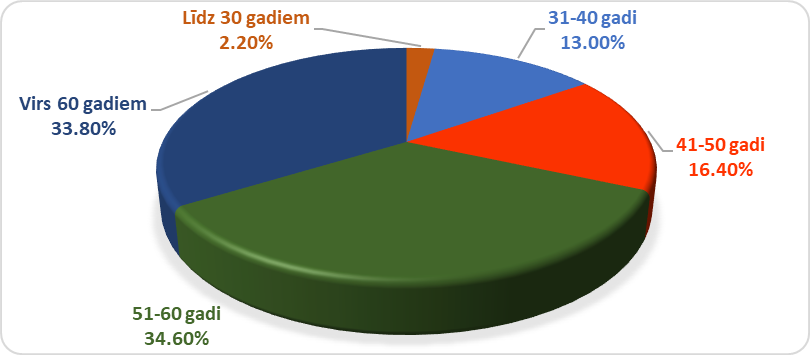 Līdz 30 gadiem
2.20%
31-40 gadi
13.00%
41-50 gadi
16.40%
51-60 gadi
34.60%
Virs 60 gadiem
33.80%